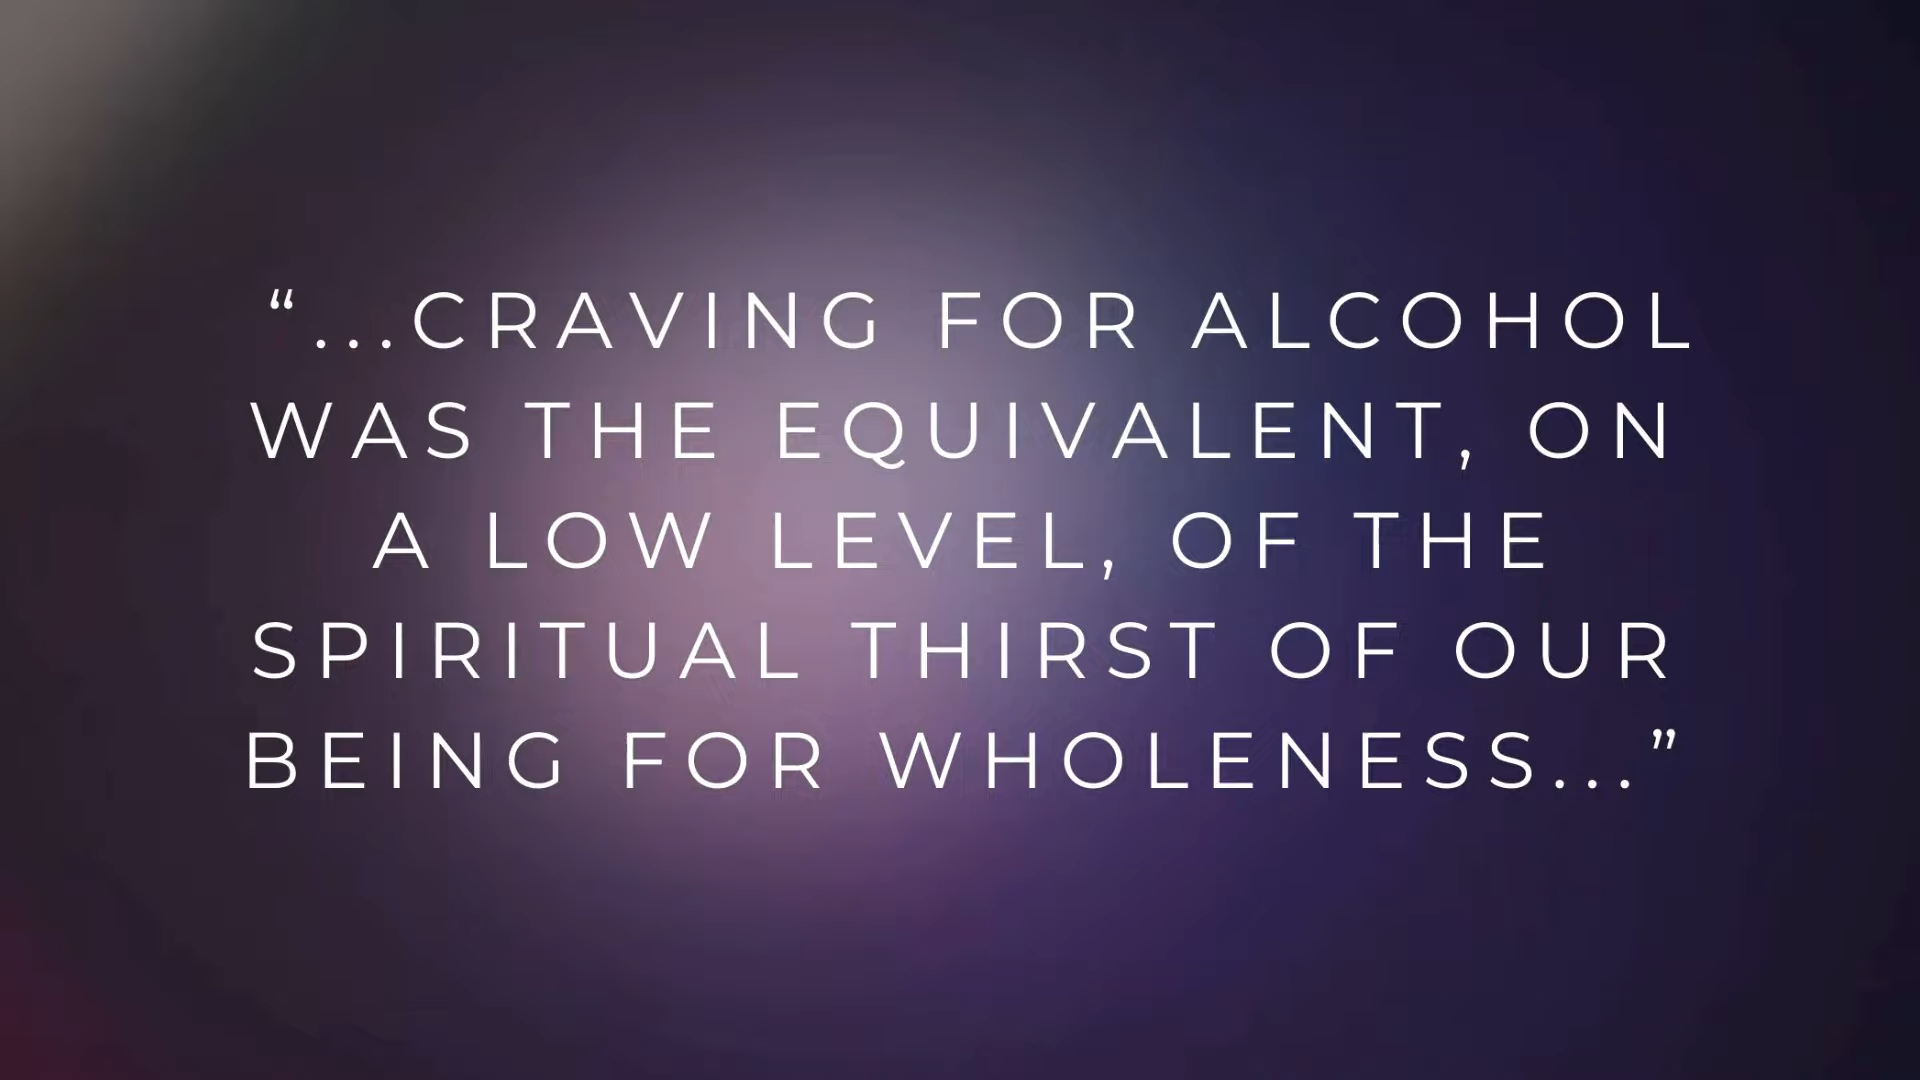 “...CRAVING FOR ALCOHOL
WAS THE EQUIVALENT, ON
A LOW LEVEL, OF THE
SPIRITUAL THIRST OF OUR
BEING FOR WHOLENESS...”